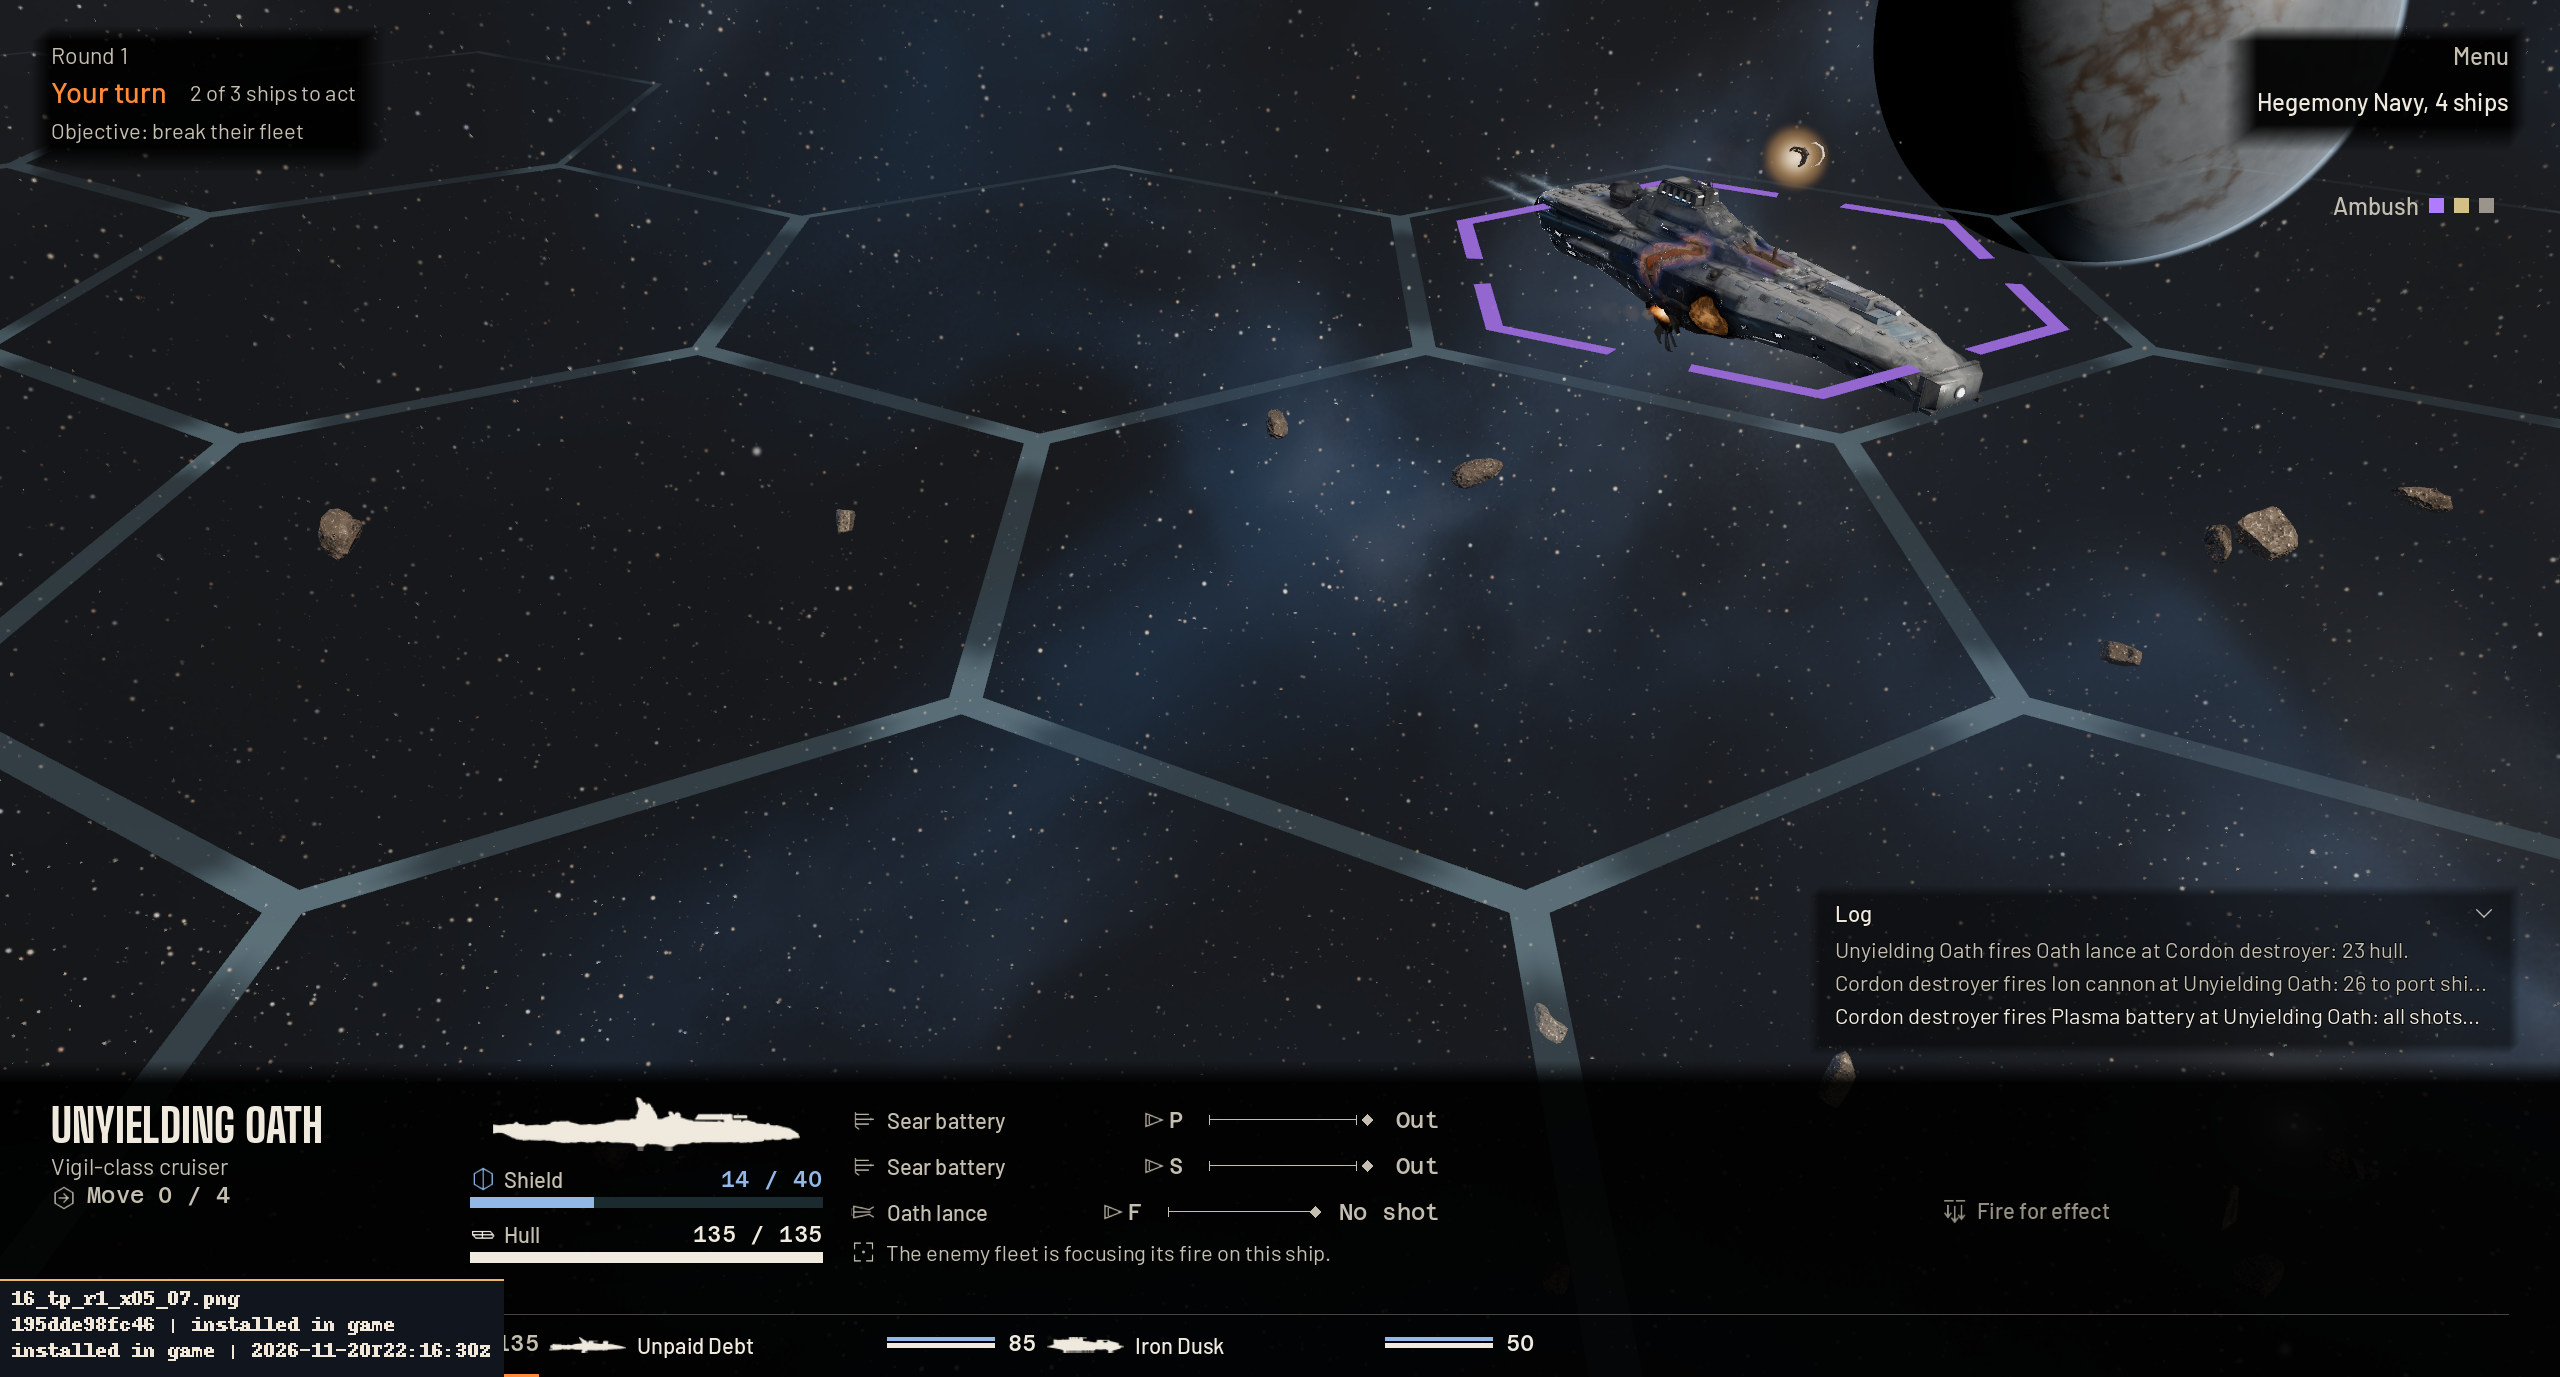 Round 1
Your turn 2 of 3 ships to act
Objective: break their fleet
Menu
Hegemony Navy, 4 ships
Ambush
Log
Unyielding Oath fires Oath lance at Cordon destroyer: 23 hull.
Cordon destroyer fires Ion cannon at Unyielding Oath: 26 to port shi...
Cordon destroyer fires Plasma battery at Unyielding Oath: all shots...
UNYIELDING OATH
Vigil-class cruiser
Move 0 / 4
Shield 14 / 40
Hull 135 / 135
Sear battery P Out
Sear battery S Out
Oath lance F No shot
The enemy fleet is focusing its fire on this ship.
Fire for effect
16_tp_r1_x05_07.png
195dde98fc46 | installed in game
installed in game | 2026-11-20T22:16:30Z
135 Unpaid Debt 85 Iron Dusk 50